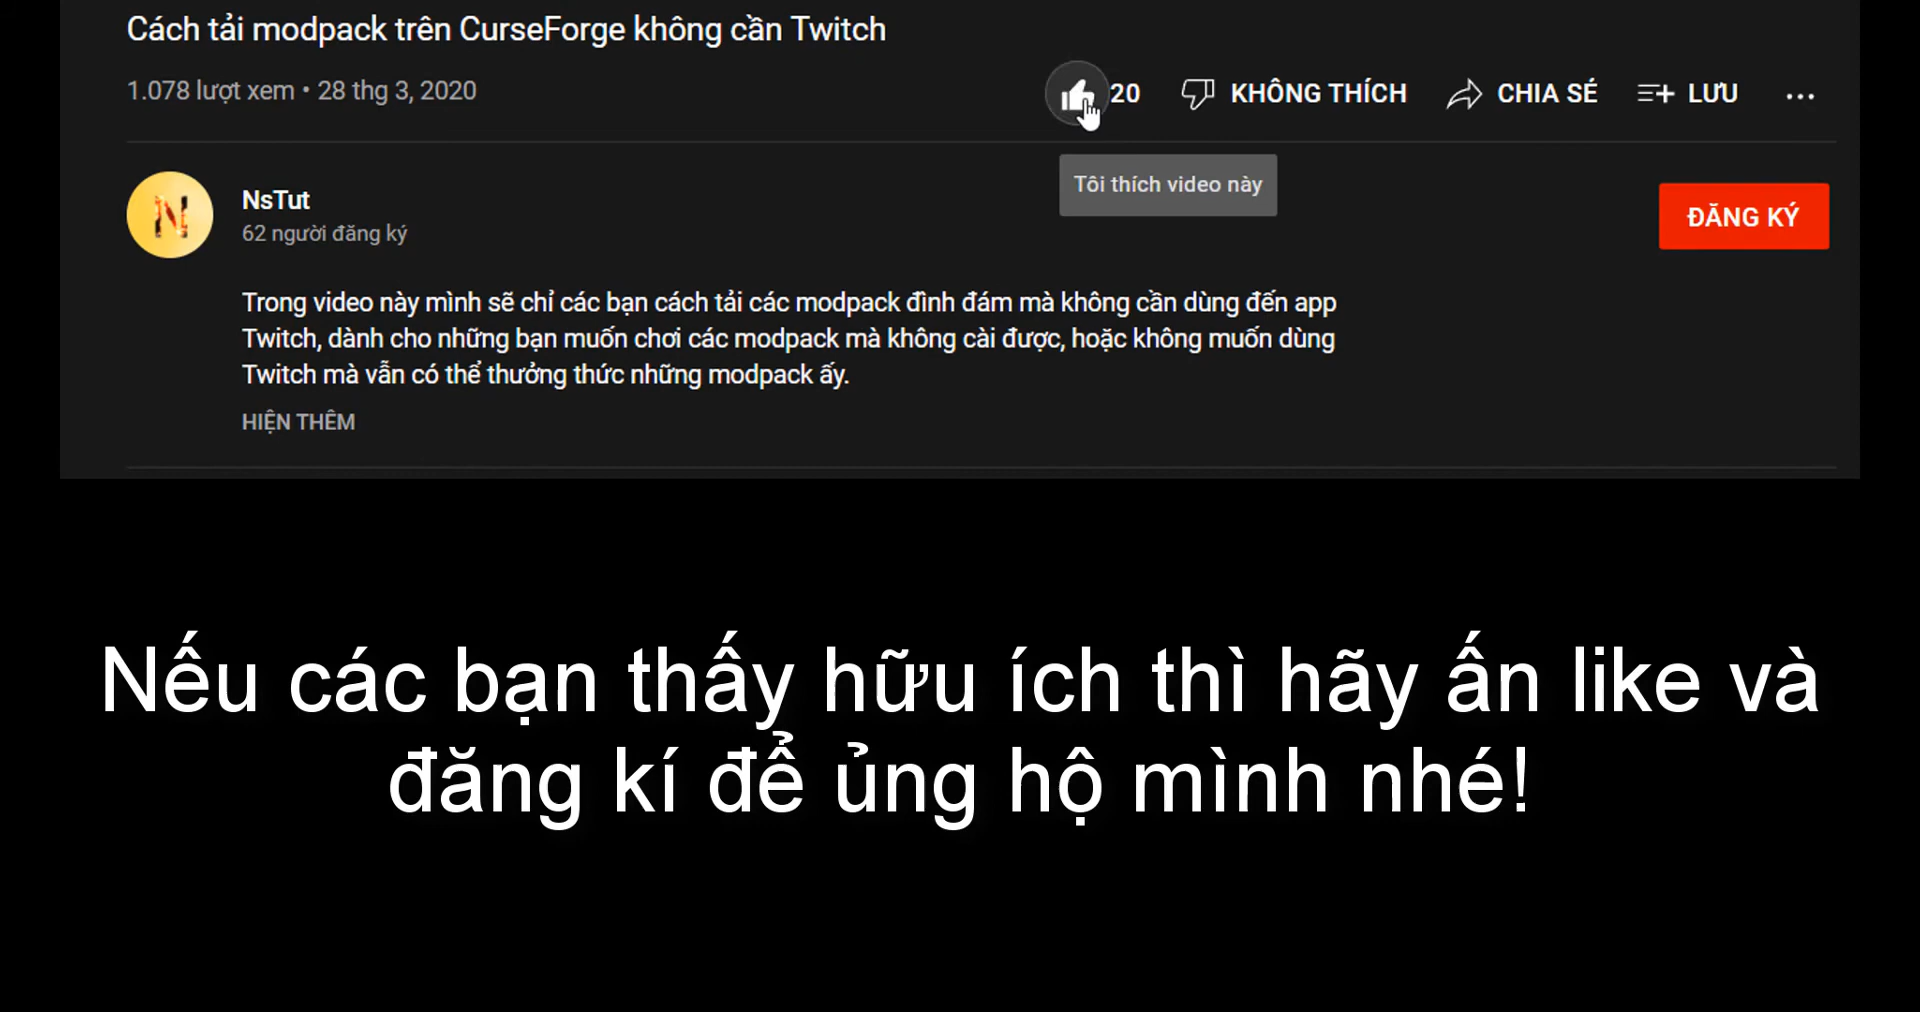 Cách tải modpack trên CurseForge không cần Twitch
1.078 lượt xem • 28 thg 3, 2020
20 KHÔNG THÍCH CHIA SẺ LƯU ...
Tôi thích video này
NsTut
62 người đăng ký
ĐĂNG KÝ
Trong video này mình sẽ chỉ các bạn cách tải các modpack đình đám mà không cần dùng đến app
Twitch, dành cho những bạn muốn chơi các modpack mà không cài được, hoặc không muốn dùng
Twitch mà vẫn có thể thưởng thức những modpack ấy.
HIỆN THÊM
Nếu các bạn thấy hữu ích thì hãy ấn like và
đăng kí để ủng hộ mình nhé!